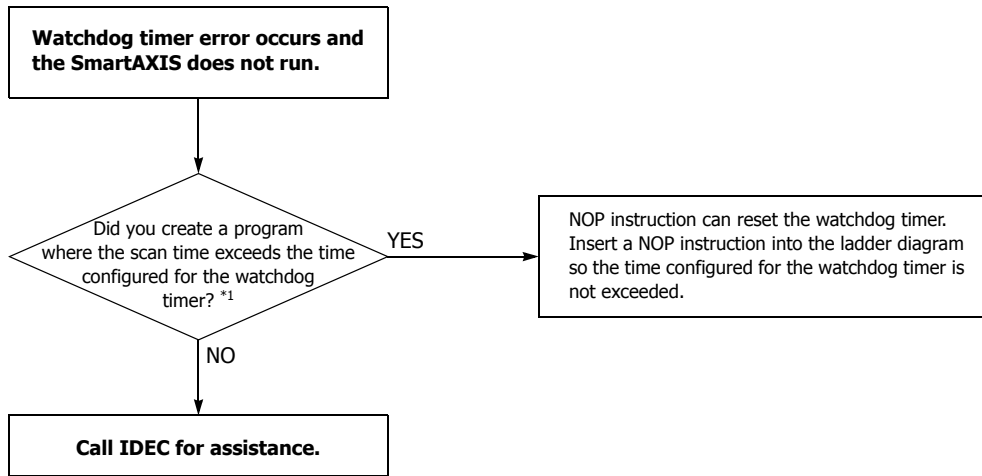 Watchdog timer error occurs and
the SmartAXIS does not run.
Did you create a program
where the scan time exceeds the time
configured for the watchdog
timer? *1
YES
NOP instruction can reset the watchdog timer.
Insert a NOP instruction into the ladder diagram
so the time configured for the watchdog timer is
not exceeded.
NO
Call IDEC for assistance.